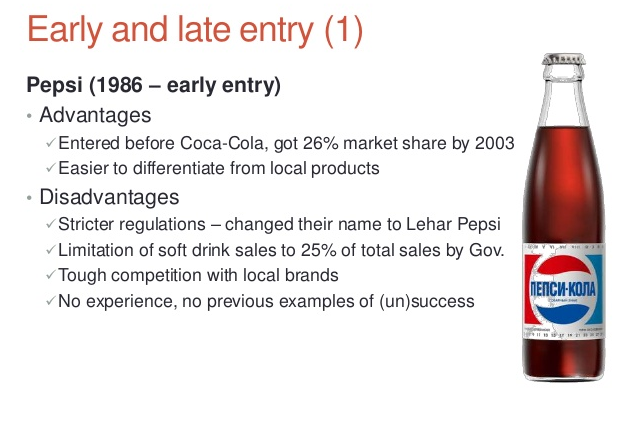 Early and late entry (1)
Pepsi (1986 – early entry)
• Advantages
✓Entered before Coca-Cola, got 26% market share by 2003
✓Easier to differentiate from local products
• Disadvantages
✓Stricter regulations – changed their name to Lehar Pepsi
✓Limitation of soft drink sales to 25% of total sales by Gov.
✓Tough competition with local brands
✓No experience, no previous examples of (un)success
ПЕПСИ-КОЛА